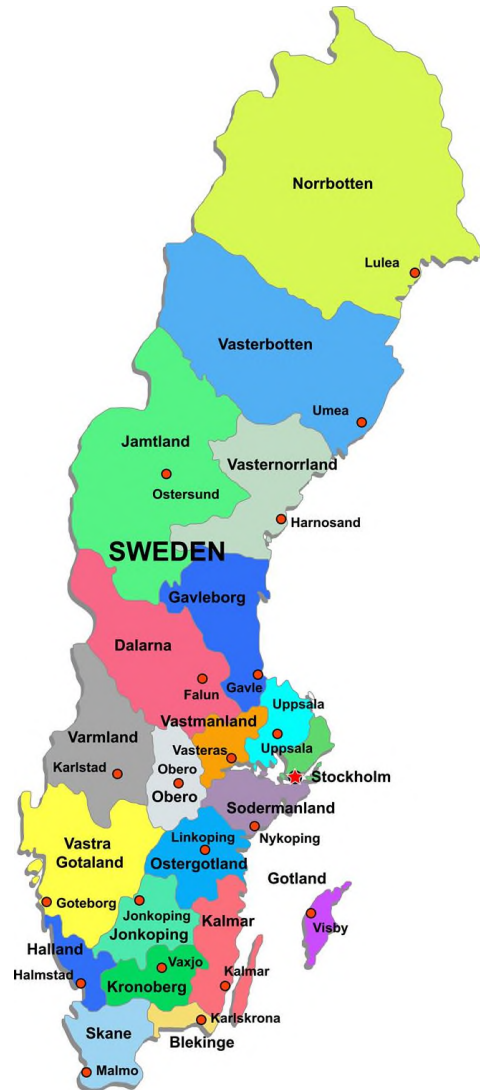 Norrbotten
Lulea
Vasterbotten
Umea
Jamtland
Vasternorrland
Ostersund
Harnosand
SWEDEN
Gavleborg
Dalarna
Falun
Gavle
Uppsala
Varmland
Vastmanland
Uppsala
Vasteras
Karlstad
Obero
Stockholm
Obero
Sodermanland
Linkoping
Nykoping
Vastra
Gotaland
Ostergotland
Gotland
Goteborg
Jonkoping
Kalmar
Visby
Jonkoping
Halland
Vaxjo
Halmstad
Kronoberg
Kalmar
Karlskrona
Skane
Blekinge
Malmo